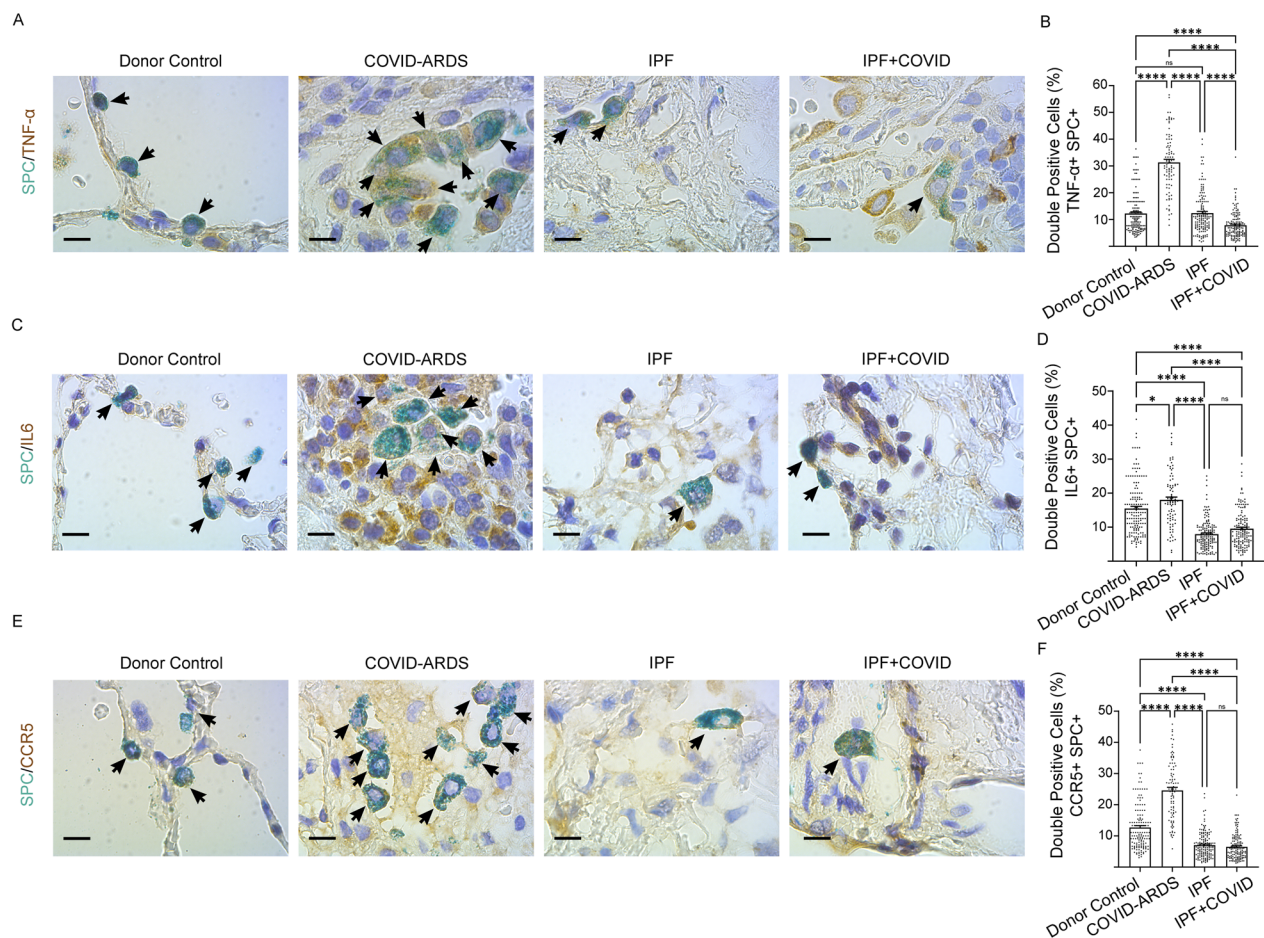 A
Donor Control
COVID-ARDS
IPF
IPF+COVID
SPC/TNF-α
B
Double Positive Cells (%)
TNF-α+ SPC+
60
50
40
30
20
10
****
****
ns
**** **** ****
Donor Control
COVID-ARDS
IPF
IPF+COVID
C
Donor Control
COVID-ARDS
IPF
IPF+COVID
SPC/IL6
D
Double Positive Cells (%)
IL6+ SPC+
50
40
30
20
10
****
****
****
* **** ns
Donor Control
COVID-ARDS
IPF
IPF+COVID
E
Donor Control
COVID-ARDS
IPF
IPF+COVID
SPC/CCR5
F
Double Positive Cells (%)
CCR5+ SPC+
50
40
30
20
10
****
****
****
**** **** ns
Donor Control
COVID-ARDS
IPF
IPF+COVID